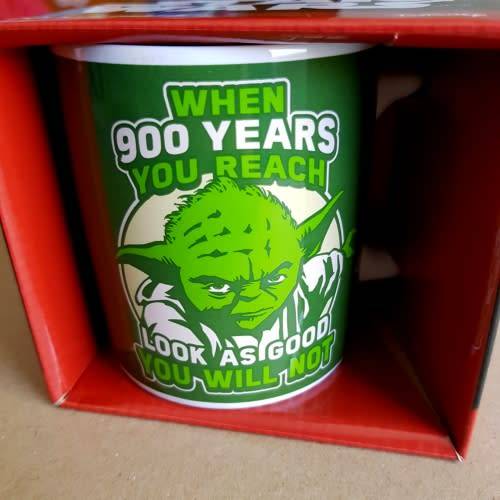 WHEN
900 YEARS
YOU REACH
LOOK AS GOOD
YOU WILL NOT